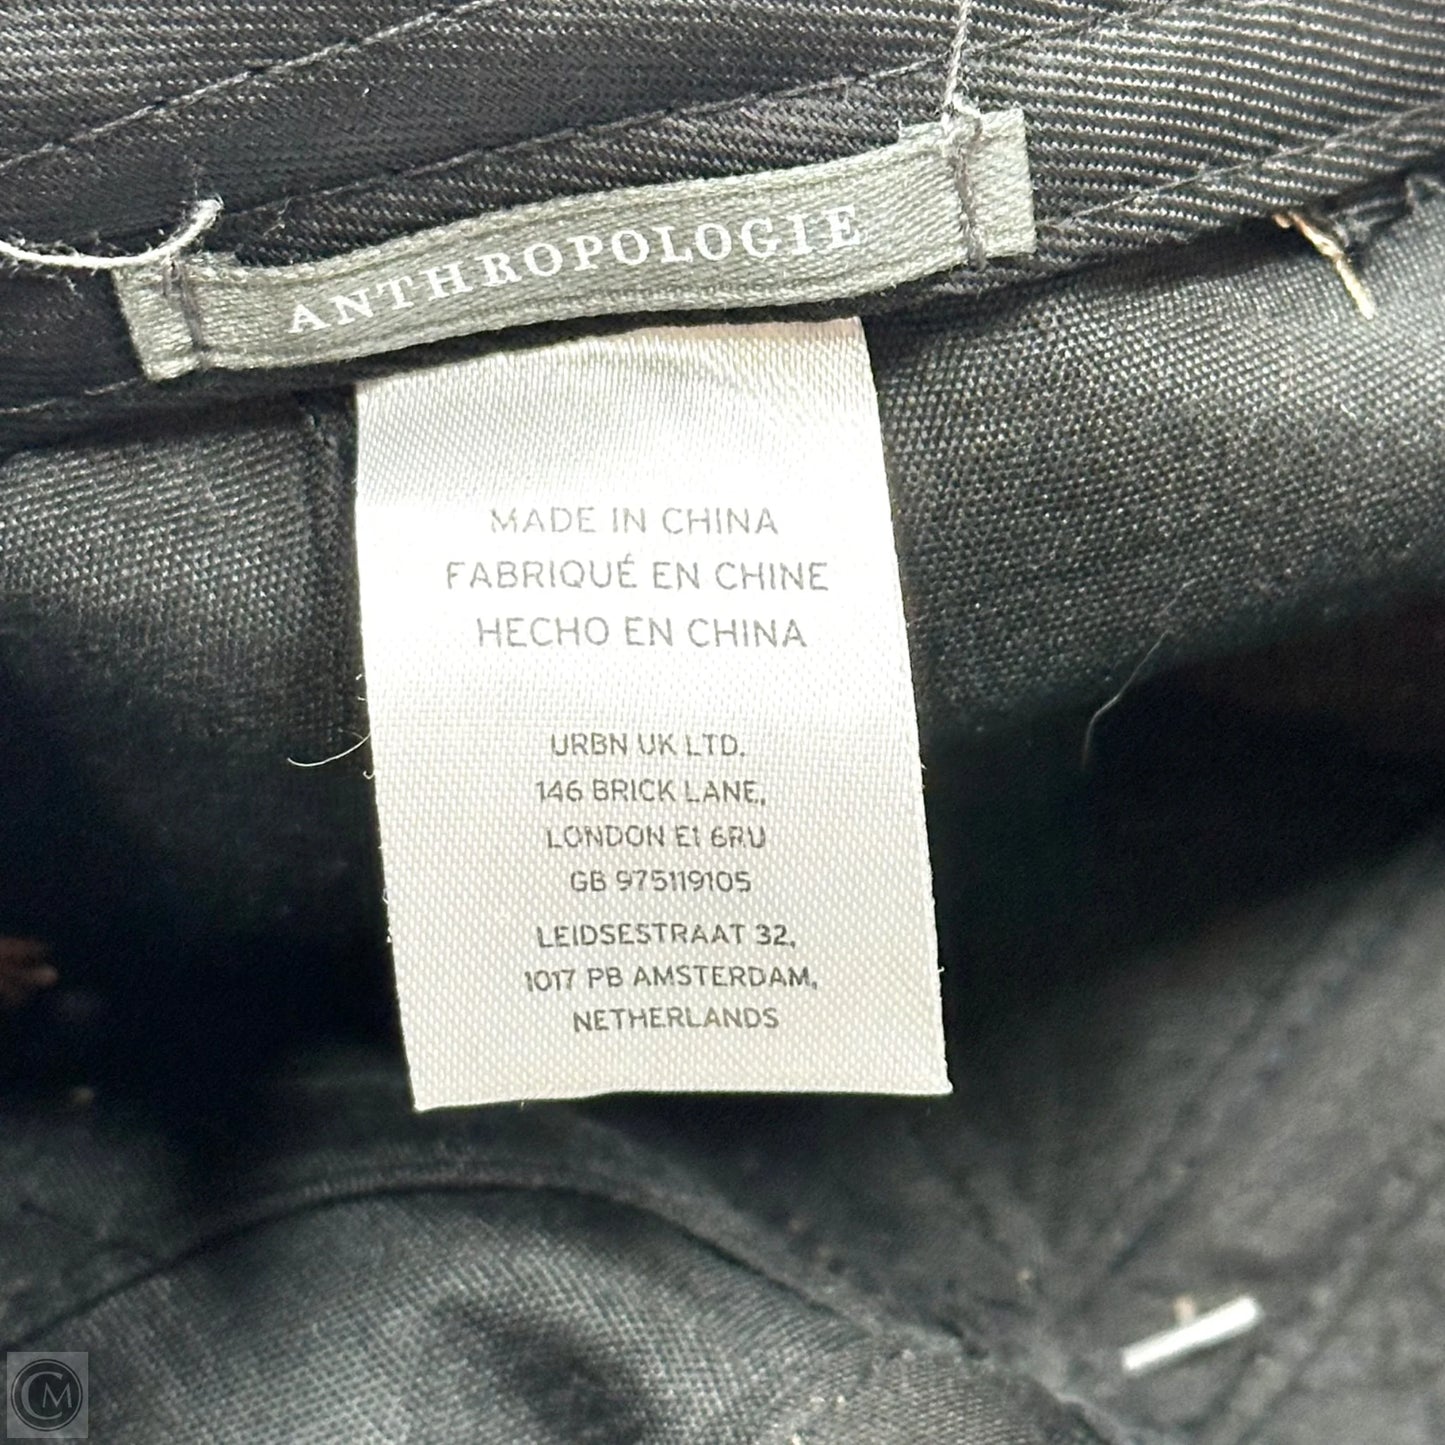 ANTHROPOLOGIE
MADE IN CHINA
FABRIQUÉ EN CHINE
HECHO EN CHINA
URBN UK LTD.
146 BRICK LANE,
LONDON E1 6RU
GB 975119105
LEIDSESTRAAT 32,
1017 PB AMSTERDAM,
NETHERLANDS
CM